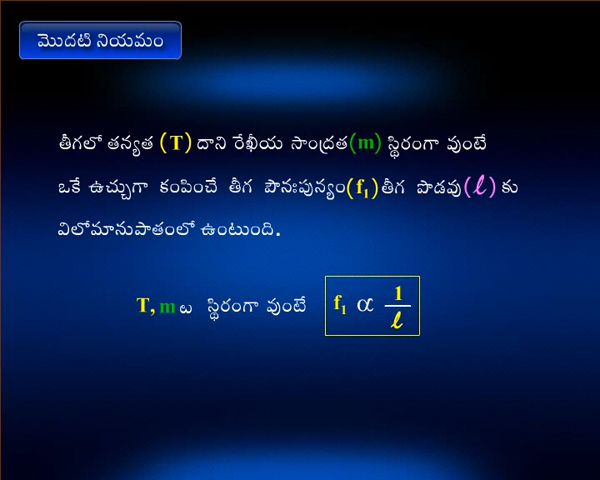 మొదటి నియమం
తీగలో తన్యత (T) దాని రేఖీయ సాంద్రత(m) స్థిరంగా వుంటే
ఒకే ఉచ్చుగా కంపించే తీగ పౌనఃపున్యం(f₁)తీగ పొడవు(ℓ)కు
విలోమానుపాతంలో ఉంటుంది.
T, m ఐ స్థిరంగా వుంటే f₁ ∝ 1/ℓ